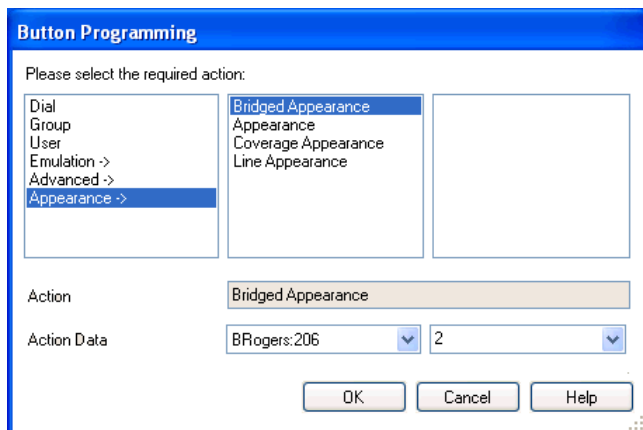 Button Programming
Please select the required action:
Dial
Group
User
Emulation ->
Advanced ->
Appearance ->
Bridged Appearance
Appearance
Coverage Appearance
Line Appearance
Action
Bridged Appearance
Action Data
BRogers:206
2
OK
Cancel
Help